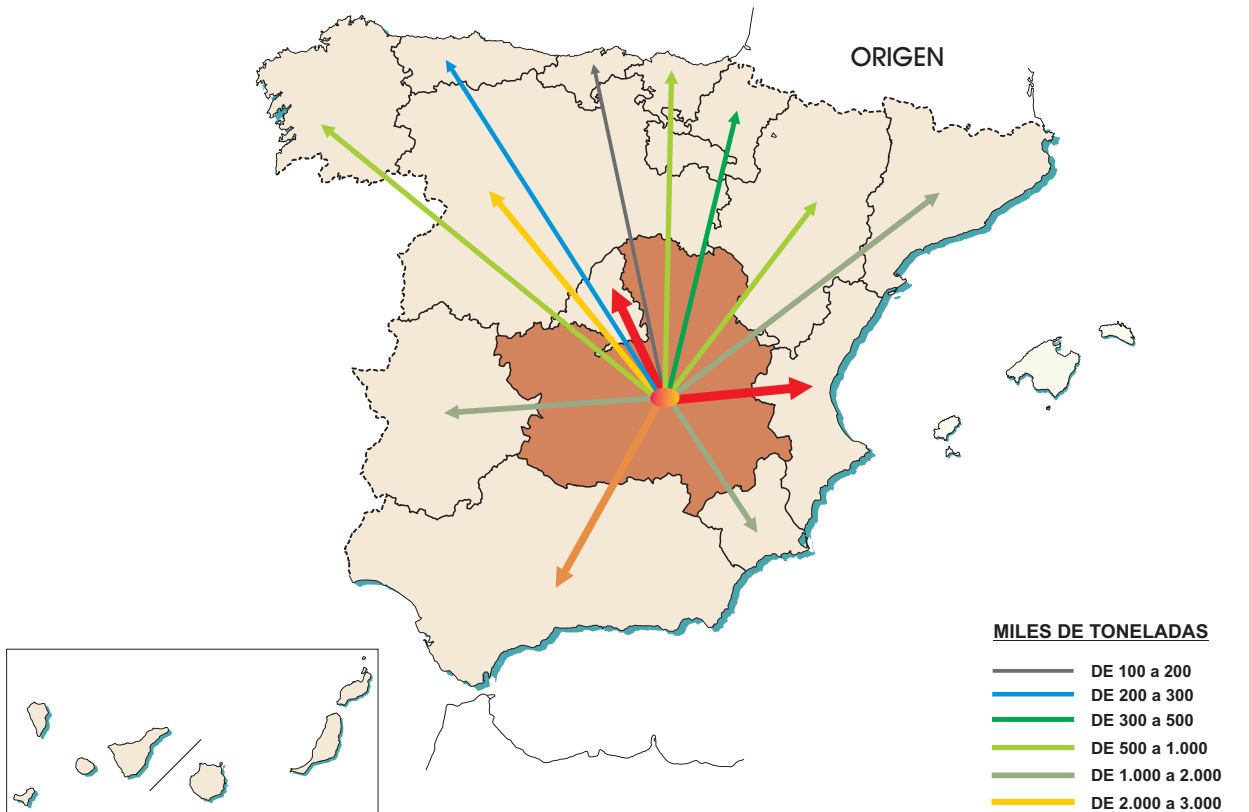 ORIGEN
MILES DE TONELADAS
DE 100 a 200
DE 200 a 300
DE 300 a 500
DE 500 a 1.000
DE 1.000 a 2.000
DE 2.000 a 3.000